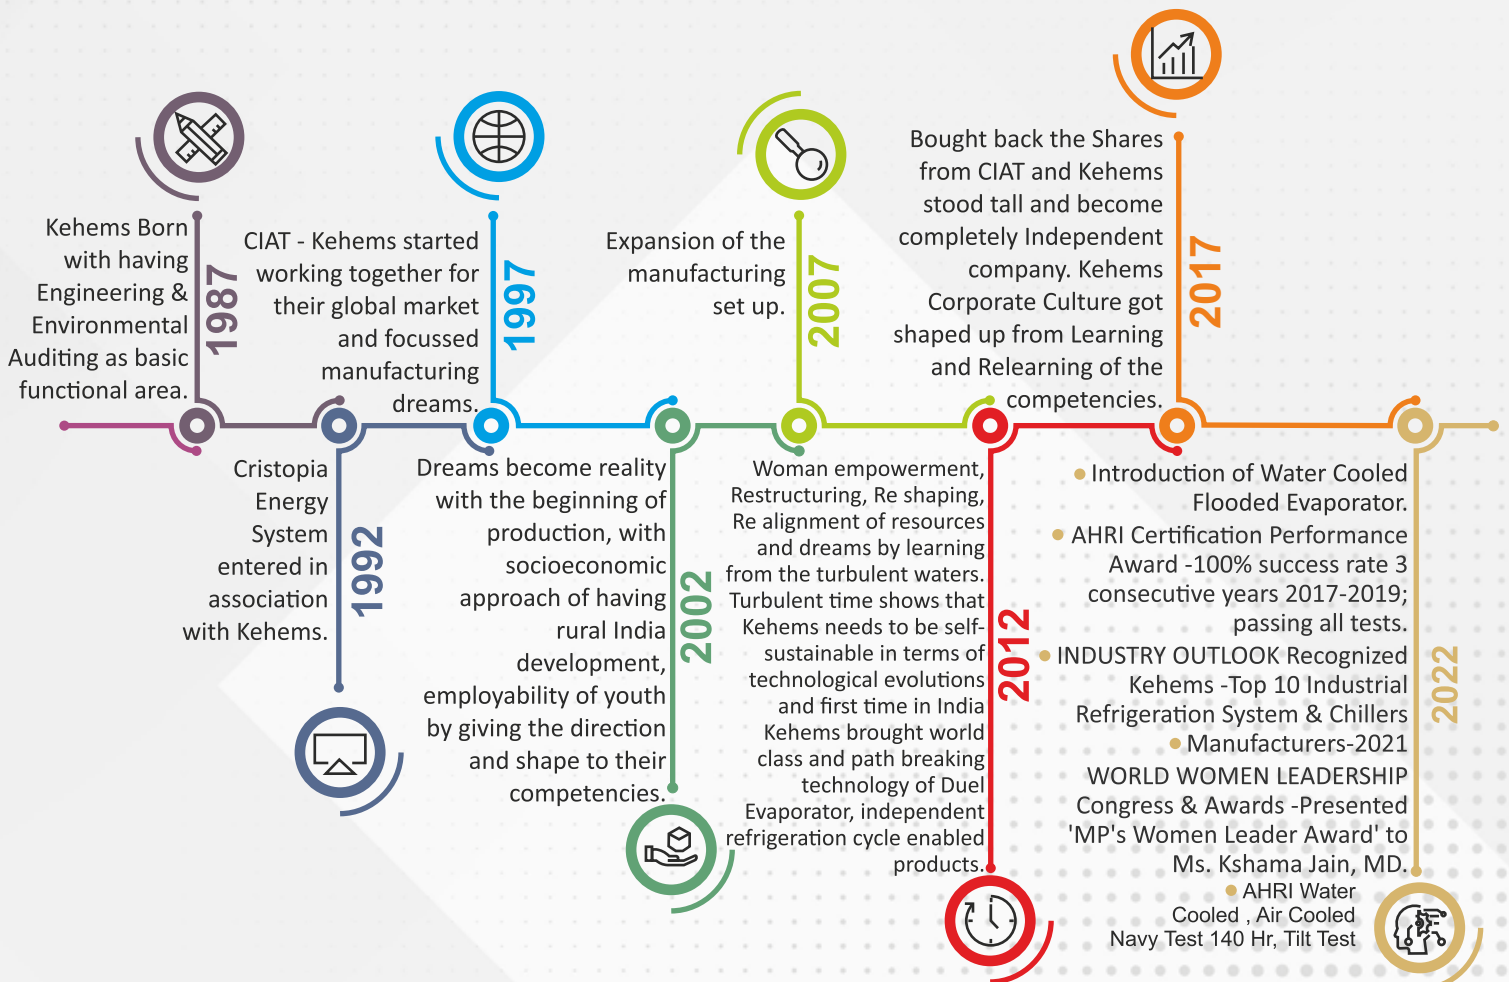 Kehems Born
with having
Engineering &
Environmental
Auditing as basic
functional area.
1987
Cristopia
Energy
System
entered in
association
with Kehems.
1992
CIAT - Kehems started
working together for
their global market
and focussed
manufacturing
dreams.
1997
Dreams become reality
with the beginning of
production, with
socioeconomic
approach of having
rural India
development,
employability of youth
by giving the direction
and shape to their
competencies.
2002
Expansion of the
manufacturing
set up.
2007
Woman empowerment,
Restructuring, Re shaping,
Re alignment of resources
and dreams by learning
from the turbulent waters.
Turbulent time shows that
Kehems needs to be self-
sustainable in terms of
technological evolutions
and first time in India
Kehems brought world
class and path breaking
technology of Duel
Evaporator, independent
refrigeration cycle enabled
products.
2012
Bought back the Shares
from CIAT and Kehems
stood tall and become
completely Independent
company. Kehems
Corporate Culture got
shaped up from Learning
and Relearning of the
competencies.
2017
• Introduction of Water Cooled
Flooded Evaporator.
• AHRI Certification Performance
Award -100% success rate 3
consecutive years 2017-2019;
passing all tests.
• INDUSTRY OUTLOOK Recognized
Kehems -Top 10 Industrial
Refrigeration System & Chillers
• Manufacturers-2021
WORLD WOMEN LEADERSHIP
Congress & Awards -Presented
'MP's Women Leader Award' to
Ms. Kshama Jain, MD.
• AHRI Water
Cooled , Air Cooled
Navy Test 140 Hr, Tilt Test
2022